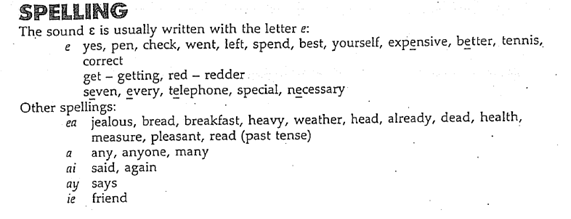 SPELLING
The sound ε is usually written with the letter e:
e yes, pen, check, went, left, spend, best, yourself, expensive, better, tennis,
correct
get – getting, red – redder
seven, every, telephone, special, necessary
Other spellings:
ea jealous, bread, breakfast, heavy, weather, head, already, dead, health,
measure, pleasant, read (past tense)
a any, anyone, many
ai said, again
ay says
ie friend